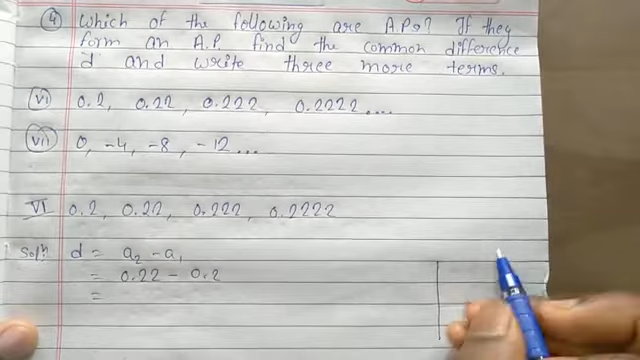 (4) Which of the following are APs? If they
form an A.P. find the common difference
d and write three more terms.
(vi) 0.2, 0.22, 0.222, 0.2222....
(vii) 0, -4, -8, -12...
VI 0.2, 0.22, 0.222, 0.2222
Solⁿ d = a₂ - a₁
= 0.22 - 0.2
=